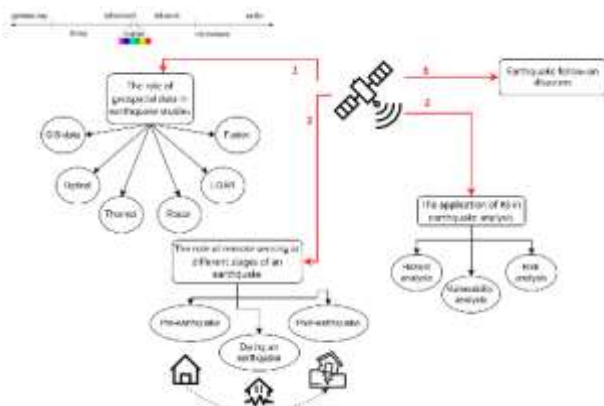 gamma ray
ultraviolet
infrared
radio
X-ray
visible
microwave
1
The role of
geospatial data in
earthquake studies
GIS-data
Fusion
Optical
LiDAR
Thermal
Radar
3
The role of remote sensing at
different stages of an
earthquake
Pre-earthquake
Post-earthquake
During an
earthquake
Earthquake follow-on
disasters
2
The application of RS in
earthquake analysis
Hazard
analysis
Vulnerability
analysis
Risk
analysis